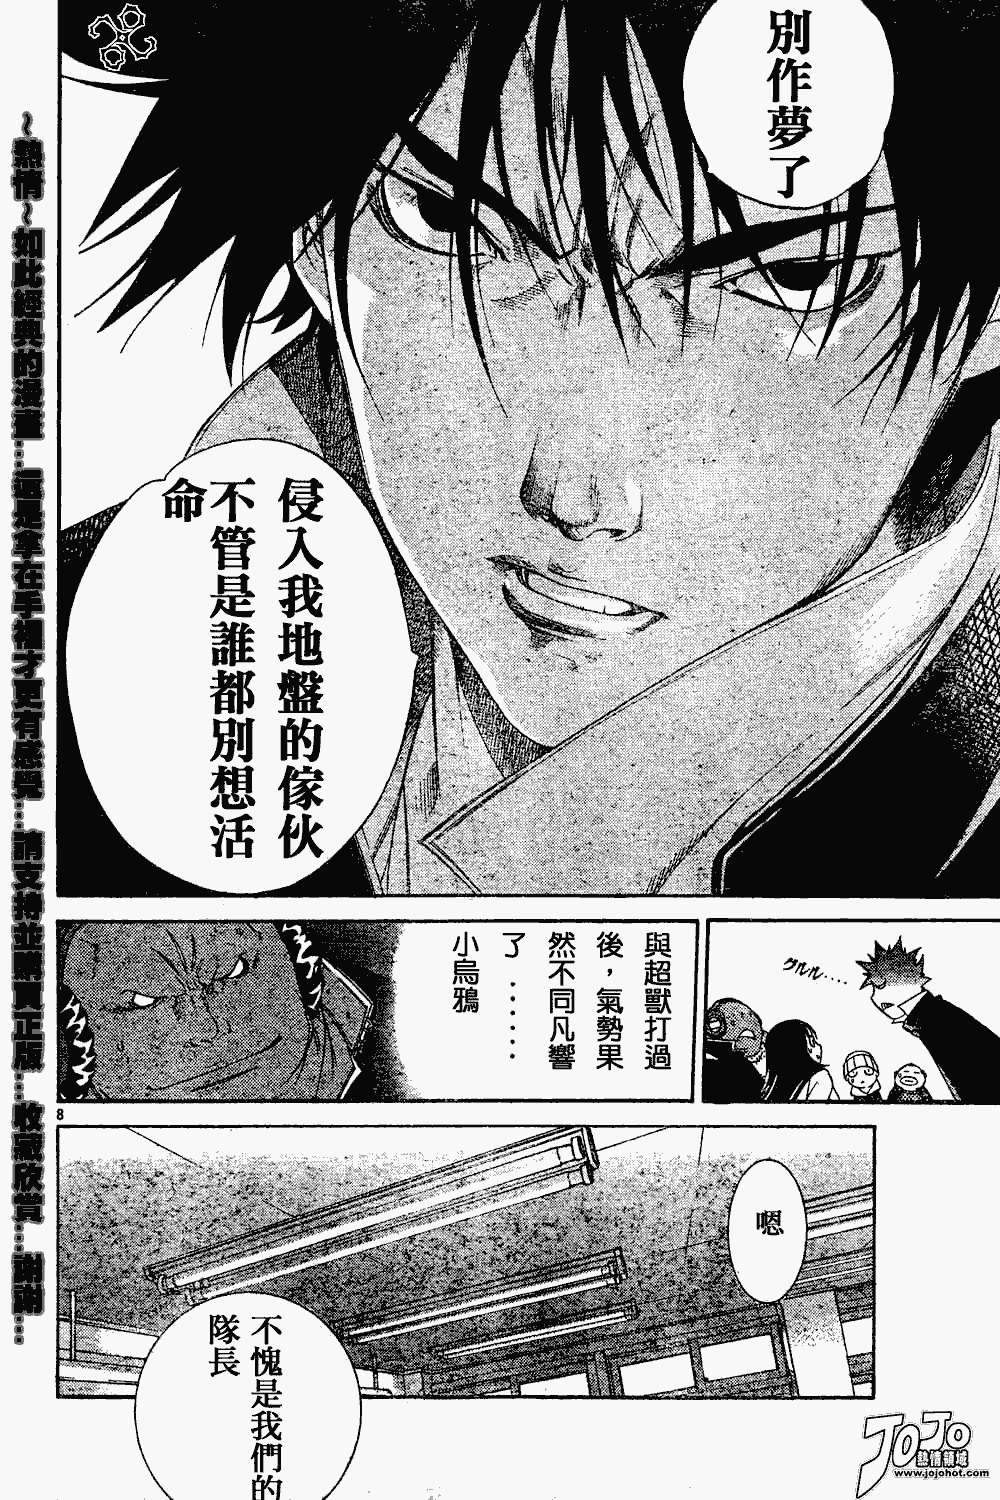 別作夢了
侵入我地盤的傢伙
不管是誰都別想活
命
グルル....
與超獸打過
後，氣勢果
然不同凡響
了......
小烏鴉
8
嗯
不愧是我們的
隊長
～熱情～如此經典的漫畫....還是拿在手裡才更有感覺....請支持並購買正版....收藏欣賞....謝謝....
JOJO
熱情領域
www.jojohot.com